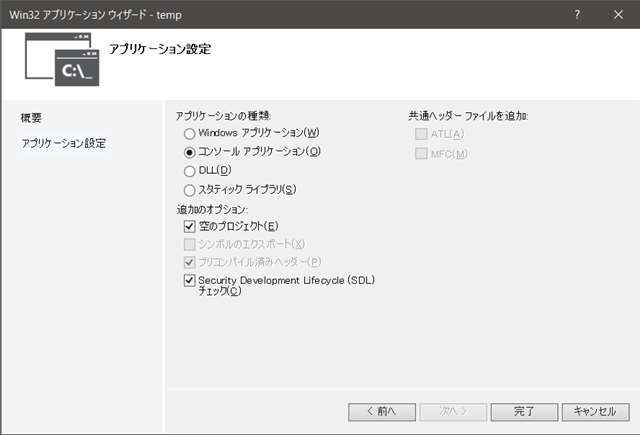 Win32 アプリケーション ウィザード - temp
アプリケーション設定
C:\_
概要
アプリケーション設定
アプリケーションの種類:
Windows アプリケーション(W)
コンソール アプリケーション(O)
DLL(D)
スタティック ライブラリ(S)
追加のオプション:
空のプロジェクト(E)
シンボルのエクスポート(X)
プリコンパイル済みヘッダー(P)
Security Development Lifecycle (SDL)
チェック(C)
共通ヘッダー ファイルを追加:
ATL(A)
MFC(M)
< 前へ
次へ >
完了
キャンセル